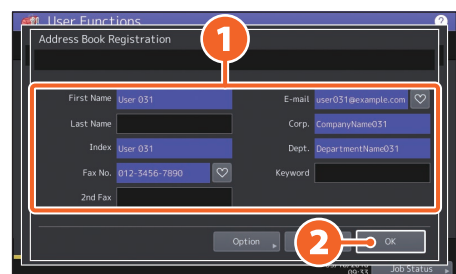 User Functions
?
Address Book Registration
1
First Name User 031 E-mail user031@example.com
Last Name Corp. CompanyName031
Index User 031 Dept. DepartmentName031
Fax No. 012-3456-7890 Keyword
2nd Fax
Option 2 OK
09:33 Job Status